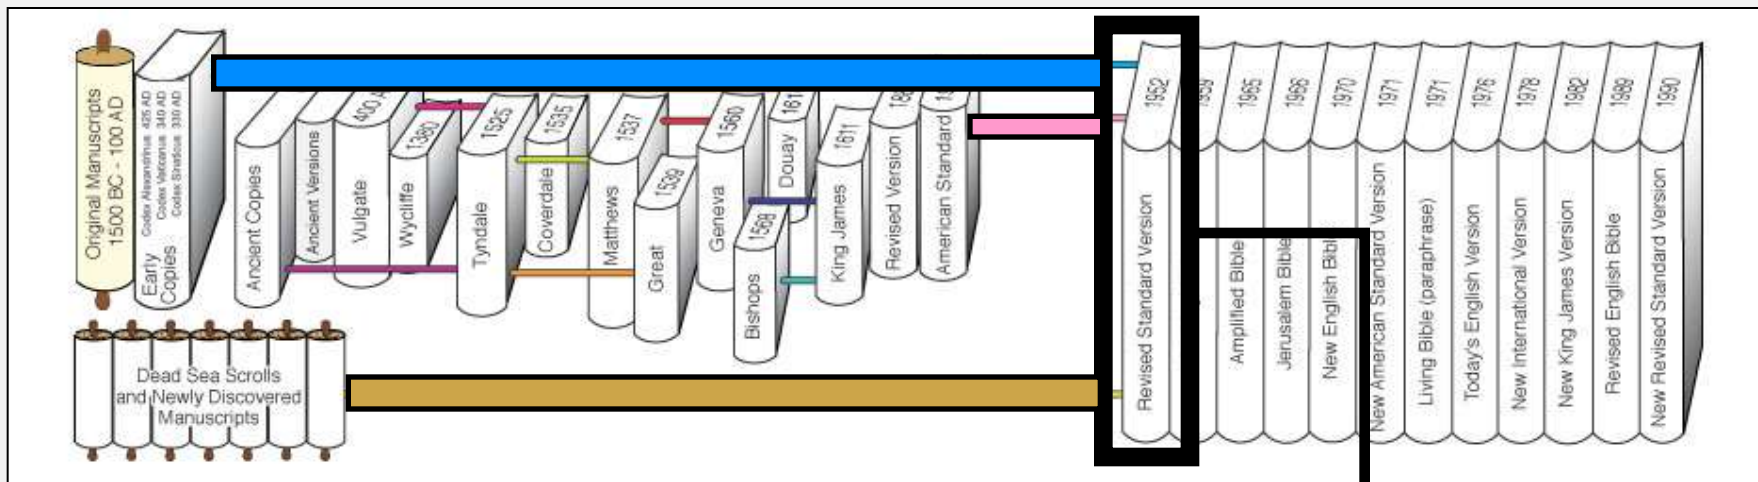 Original Manuscripts
1500 BC - 100 AD
Early
Copies
Codex Alexandrinus 425 AD
Codex Vaticanus 340 AD
Codex Sinaiticus 330 AD
Ancient Copies
Ancient Versions
Vulgate
400 A
Wycliffe
1380
Tyndale
1525
Coverdale
1535
Matthews
1537
Great
1539
Geneva
1560
Bishops
1568
Douay
161
King James
1611
Revised Version
188
American Standard
Revised Standard Version
1952
959
Amplified Bible
1965
Jerusalem Bible
1966
New English Bibl
1970
New American Standard Version
1971
Living Bible (paraphrase)
1971
Today's English Version
1976
New International Version
1978
New King James Version
1982
Revised English Bible
1989
New Revised Standard Version
1990
Dead Sea Scrolls
and Newly Discovered
Manuscripts